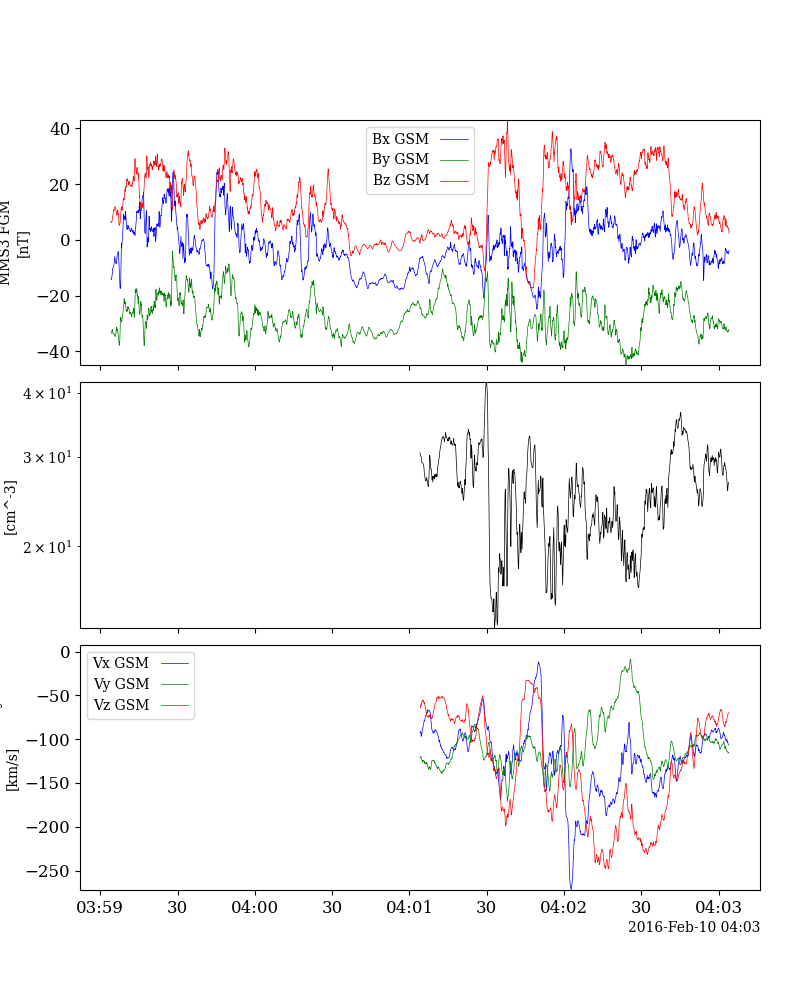 40
20
0
−20
−40
MMS3 FGM
[nT]
Bx GSM
By GSM
Bz GSM
4 × 10¹
3 × 10¹
2 × 10¹
[cm^-3]
0
−50
−100
−150
−200
−250
[km/s]
Vx GSM
Vy GSM
Vz GSM
03:59 30 04:00 30 04:01 30 04:02 30 04:03
2016-Feb-10 04:03